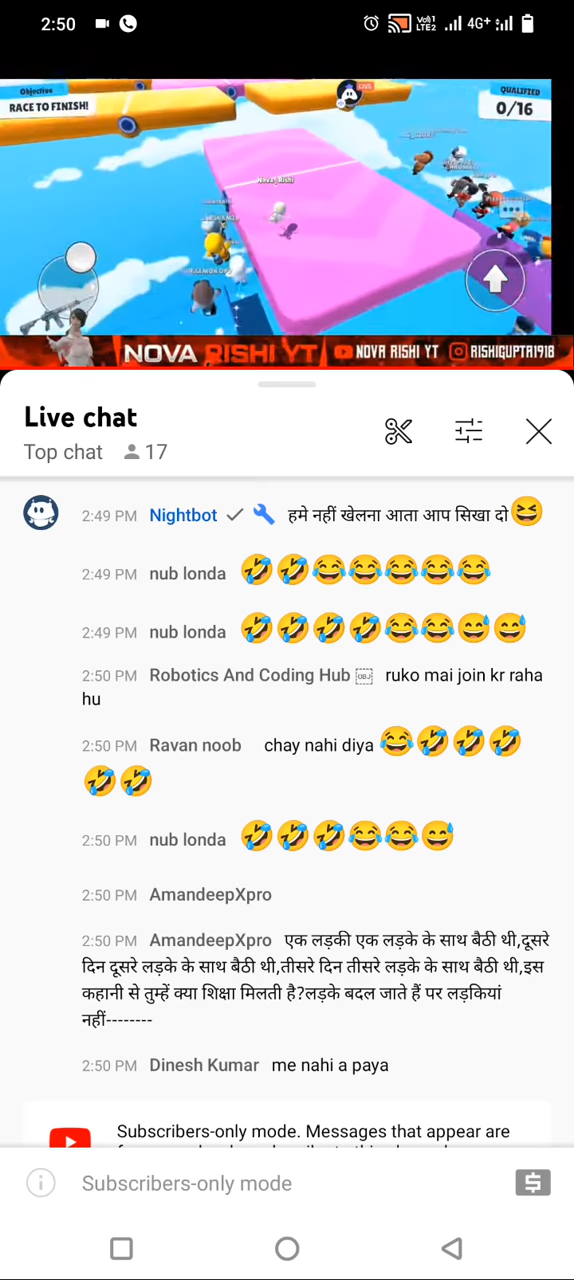 2:50
Vo))1
LTE2
4G+
Objective
RACE TO FINISH!
LIVE
QUALIFIED
0/16
NOVA RISHI YT
NOVA RISHI YT
RISHIGUPTA1918
Live chat
Top chat 17
2:49 PM Nightbot हमे नहीं खेलना आता आप सिखा दो😆
2:49 PM nub londa 🤣🤣😂😂😂😂😂
2:49 PM nub londa 🤣🤣🤣🤣😂😂😅😅
2:50 PM Robotics And Coding Hub OBJ ruko mai join kr raha
hu
2:50 PM Ravan noob chay nahi diya 😂🤣🤣🤣
🤣🤣
2:50 PM nub londa 🤣🤣🤣😂😂😅
2:50 PM AmandeepXpro
2:50 PM AmandeepXpro एक लड़की एक लड़के के साथ बैठी थी,दूसरे
दिन दूसरे लड़के के साथ बैठी थी,तीसरे दिन तीसरे लड़के के साथ बैठी थी,इस
कहानी से तुम्हें क्या शिक्षा मिलती है?लड़के बदल जाते हैं पर लड़कियां
नहीं--------
2:50 PM Dinesh Kumar me nahi a paya
Subscribers-only mode. Messages that appear are
Subscribers-only mode